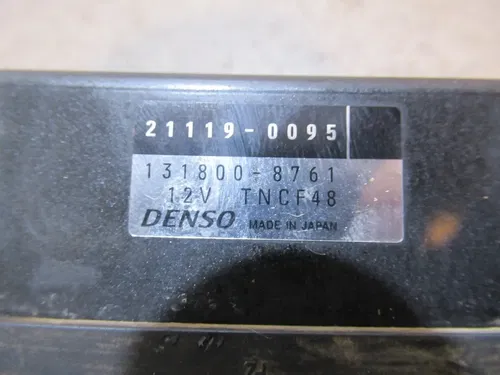 21119-0095
131800-8761
12V TNCF48
DENSO MADE IN JAPAN